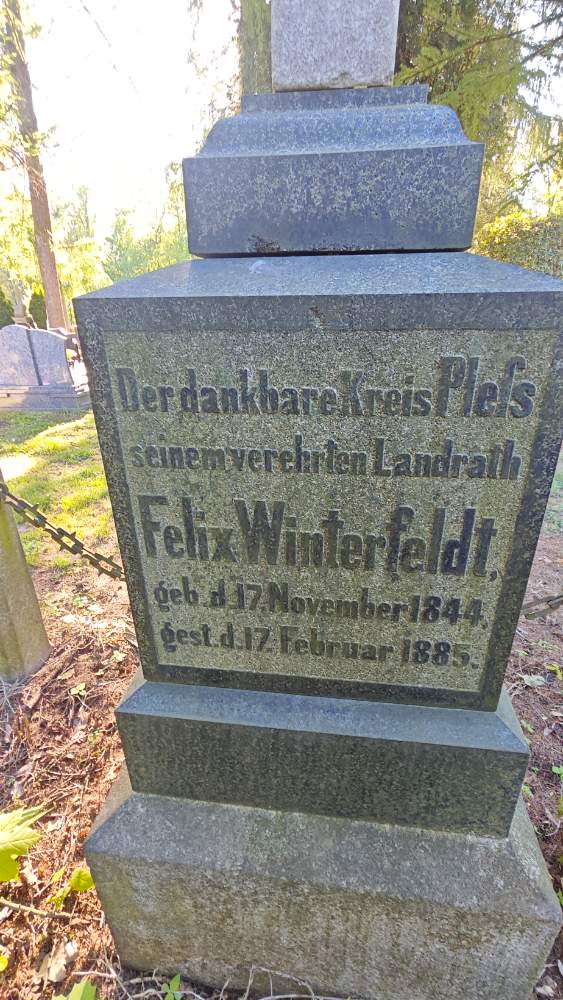 Der dankbare Kreis Pleſs
seinem verehrten Landrath
Felix Winterfeldt,
geb. d. 17. November 1844.
gest. d. 17. Februar 1885.